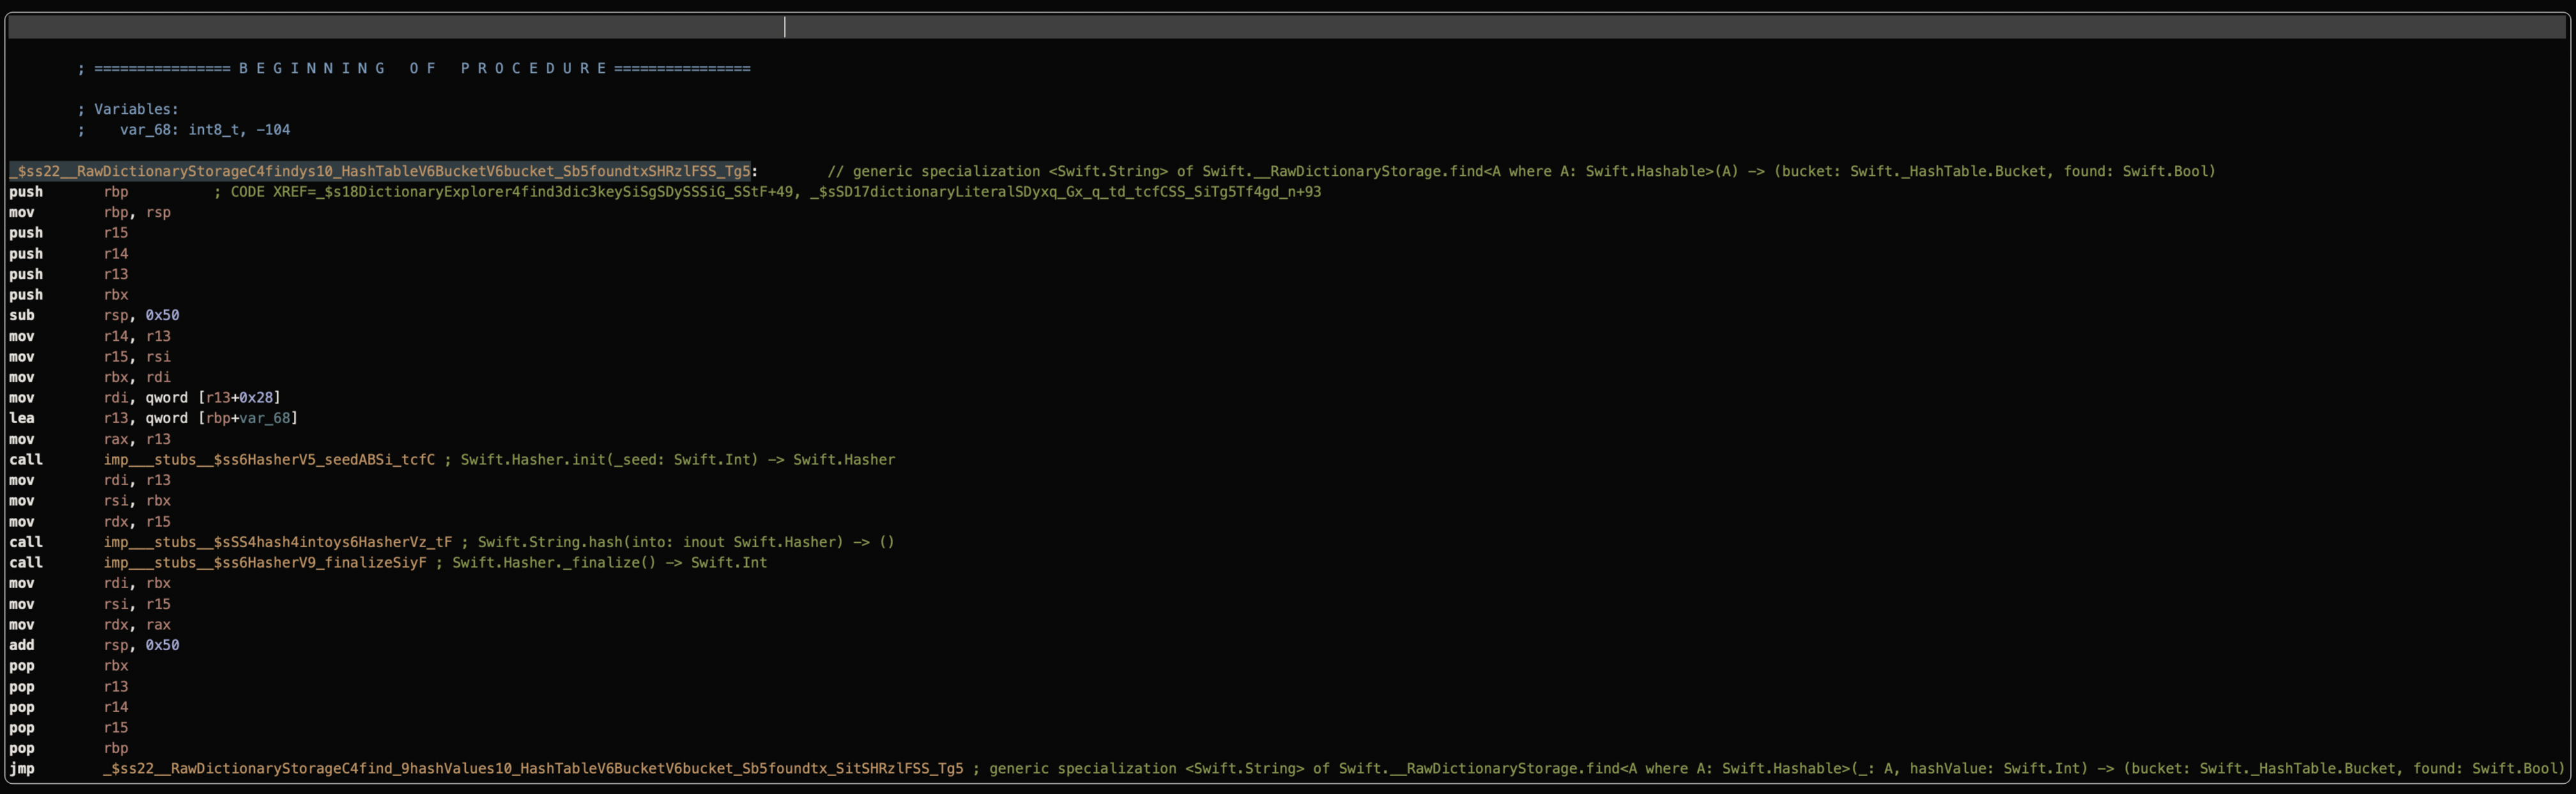 ; ================ B E G I N N I N G   O F   P R O C E D U R E ================
; Variables:
;    var_68: int8_t, -104
_$ss22__RawDictionaryStorageC4findys10_HashTableV6BucketV6bucket_Sb5foundtxSHRzlFSS_Tg5:        // generic specialization <Swift.String> of Swift.__RawDictionaryStorage.find<A where A: Swift.Hashable>(A) -> (bucket: Swift._HashTable.Bucket, found: Swift.Bool)
push       rbp          ; CODE XREF=_$s18DictionaryExplorer4find3dic3keySiSgSDySSSiG_SStF+49, _$sSD17dictionaryLiteralSDyxq_Gx_q_td_tcfCSS_SiTg5Tf4gd_n+93
mov        rbp, rsp
push       r15
push       r14
push       r13
push       rbx
sub        rsp, 0x50
mov        r14, r13
mov        r15, rsi
mov        rbx, rdi
mov        rdi, qword [r13+0x28]
lea        r13, qword [rbp+var_68]
mov        rax, r13
call       imp___stubs__$ss6HasherV5_seedABSi_tcfC ; Swift.Hasher.init(_seed: Swift.Int) -> Swift.Hasher
mov        rdi, r13
mov        rsi, rbx
mov        rdx, r15
call       imp___stubs__$sSS4hash4intoys6HasherVz_tF ; Swift.String.hash(into: inout Swift.Hasher) -> ()
call       imp___stubs__$ss6HasherV9_finalizeSiyF ; Swift.Hasher._finalize() -> Swift.Int
mov        rdi, rbx
mov        rsi, r15
mov        rdx, rax
add        rsp, 0x50
pop        rbx
pop        r13
pop        r14
pop        r15
pop        rbp
jmp        _$ss22__RawDictionaryStorageC4find_9hashValues10_HashTableV6BucketV6bucket_Sb5foundtx_SitSHRzlFSS_Tg5 ; generic specialization <Swift.String> of Swift.__RawDictionaryStorage.find<A where A: Swift.Hashable>(_: A, hashValue: Swift.Int) -> (bucket: Swift._HashTable.Bucket, found: Swift.Bool)